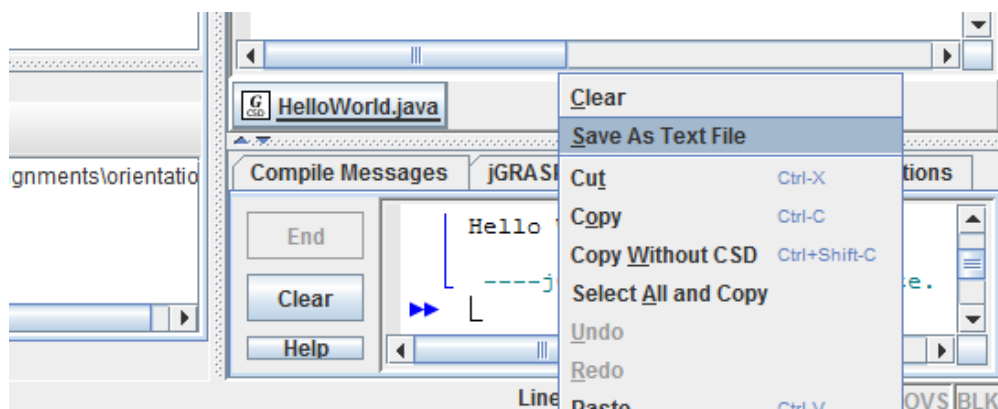 G
CSD HelloWorld.java
Clear
Save As Text File
gnments\orientatio
Compile Messages
tions
Cut Ctrl-X
Copy Ctrl-C
Copy Without CSD Ctrl+Shift-C
Select All and Copy
Undo
Redo
Paste Ctrl-V
End
Clear
Help
Hello
----j
e.
Line
OVS BLK